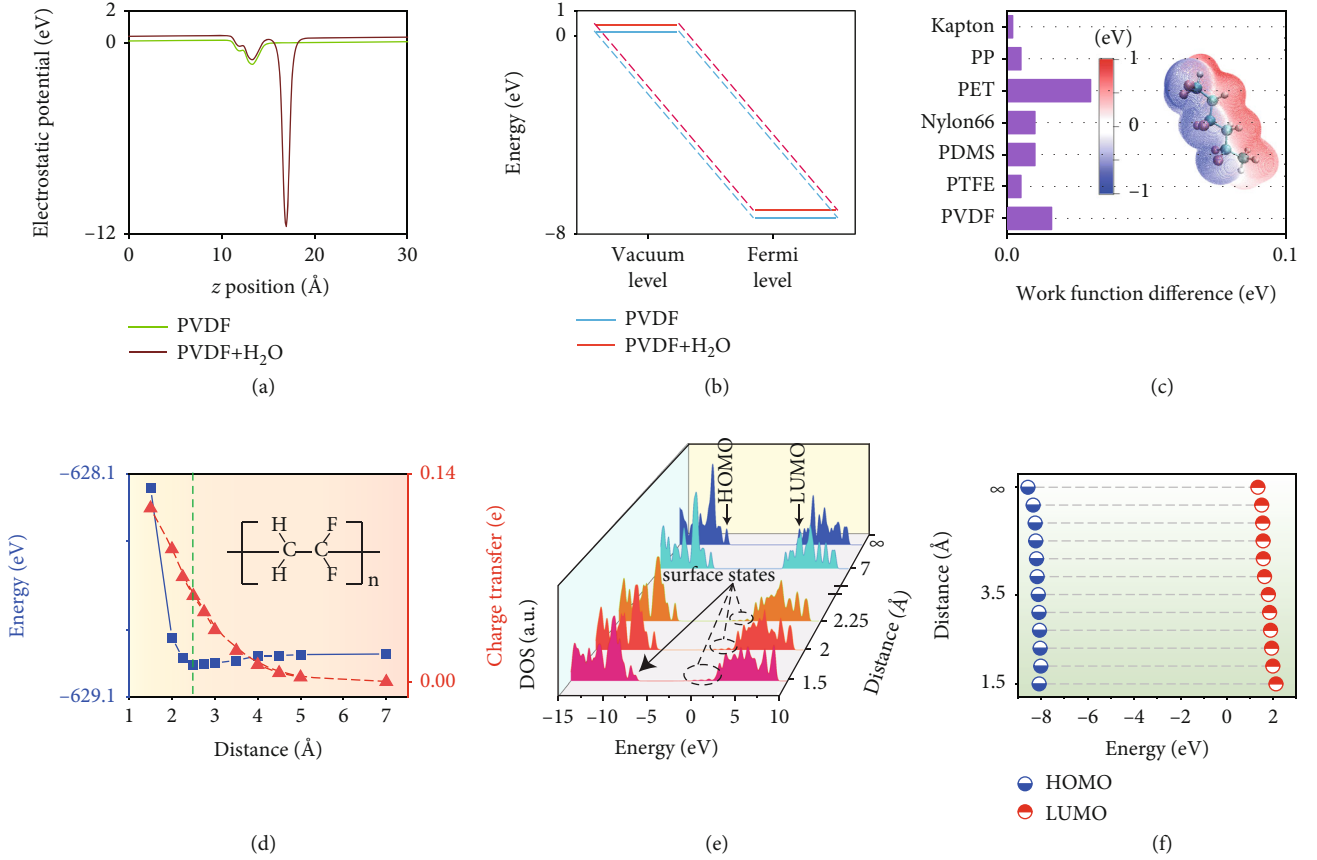 2
0
−12
Electrostatic potential (eV)
0
10
20
30
z position (Å)
PVDF
PVDF+H₂O
(a)
1
0
−8
Energy (eV)
Vacuum
level
Fermi
level
PVDF
PVDF+H₂O
(b)
Kapton
PP
PET
Nylon66
PDMS
PTFE
PVDF
(eV)
1
0
−1
0.0
0.1
Work function difference (eV)
(c)
−628.1
−629.1
Energy (eV)
0.14
0.00
Charge transfer (e)
H
F
C
C
H
F
n
1
2
3
4
5
6
7
Distance (Å)
(d)
HOMO
LUMO
surface states
DOS (a.u.)
∞
7
2.25
2
1.5
Distance (Å)
−15
−10
−5
0
5
10
Energy (eV)
(e)
∞
3.5
1.5
Distance (Å)
−8
−6
−4
−2
0
2
Energy (eV)
HOMO
LUMO
(f)